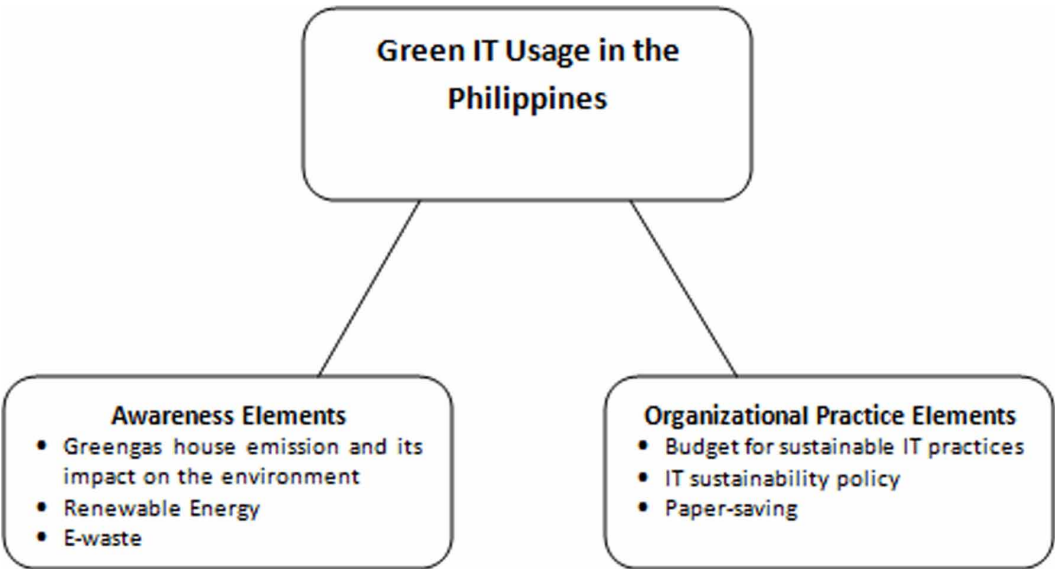 Green IT Usage in the
Philippines
Awareness Elements
• Greengas house emission and its
impact on the environment
• Renewable Energy
• E-waste
Organizational Practice Elements
• Budget for sustainable IT practices
• IT sustainability policy
• Paper-saving